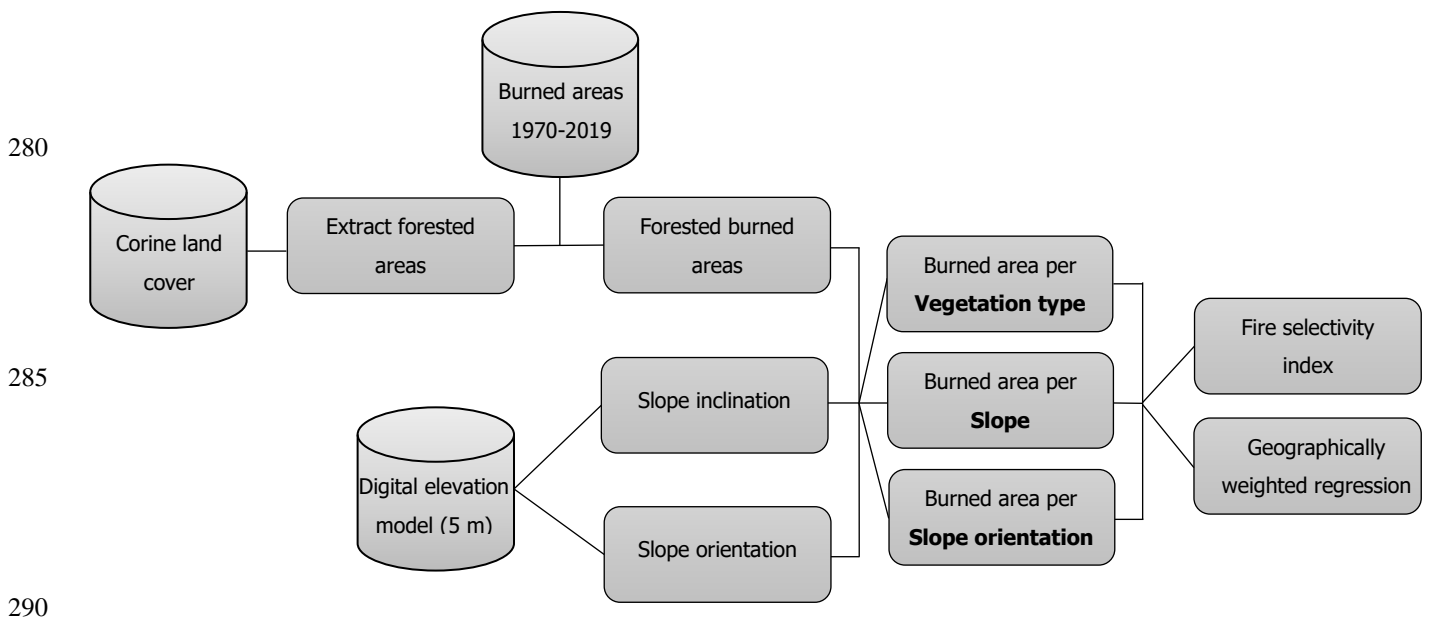 Burned areas
1970-2019
280
Corine land
cover
Extract forested
areas
Forested burned
areas
Burned area per
Vegetation type
Fire selectivity
index
285
Slope inclination
Burned area per
Slope
Digital elevation
model (5 m)
Geographically
weighted regression
Slope orientation
Burned area per
Slope orientation
290